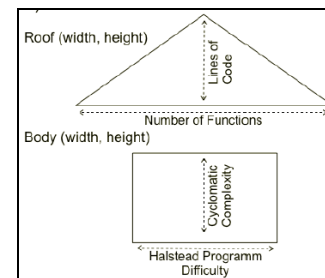 Roof (width, height)
Lines of
Code
Number of Functions
Body (width, height)
Cyclomatic
Complexity
Halstead Programm
Difficulty